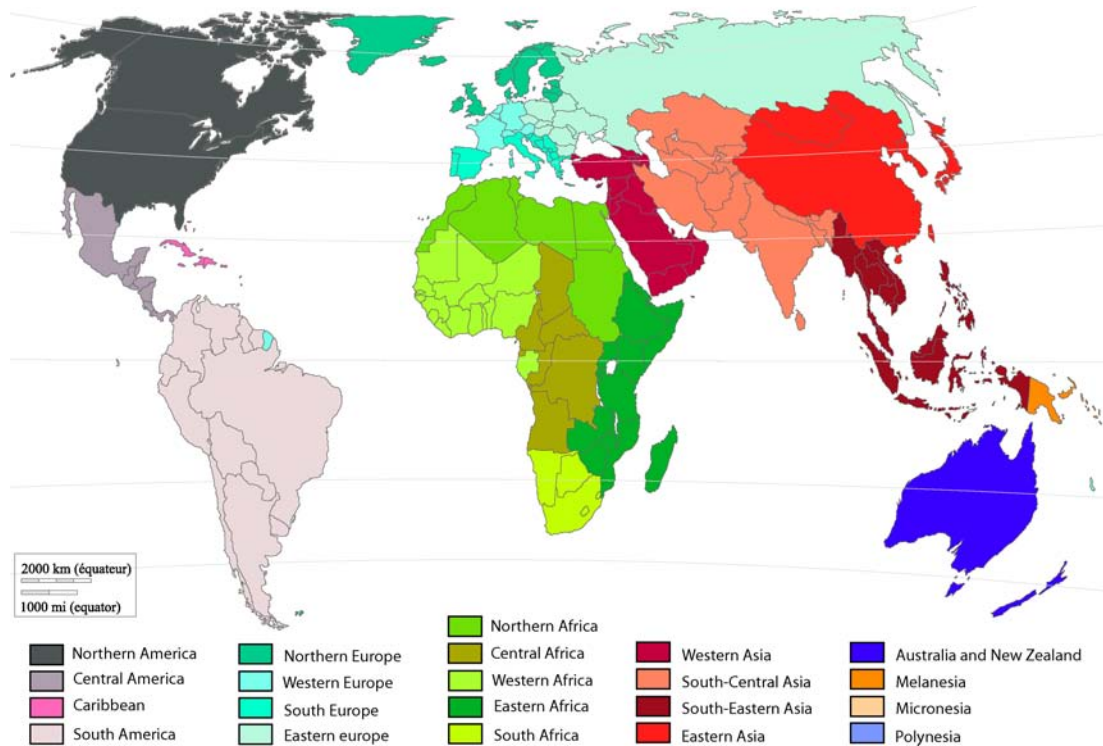 2000 km (équateur)
1000 mi (equator)
Northern America
Central America
Caribbean
South America
Northern Europe
Western Europe
South Europe
Eastern europe
Northern Africa
Central Africa
Western Africa
Eastern Africa
South Africa
Western Asia
South-Central Asia
South-Eastern Asia
Eastern Asia
Australia and New Zealand
Melanesia
Micronesia
Polynesia